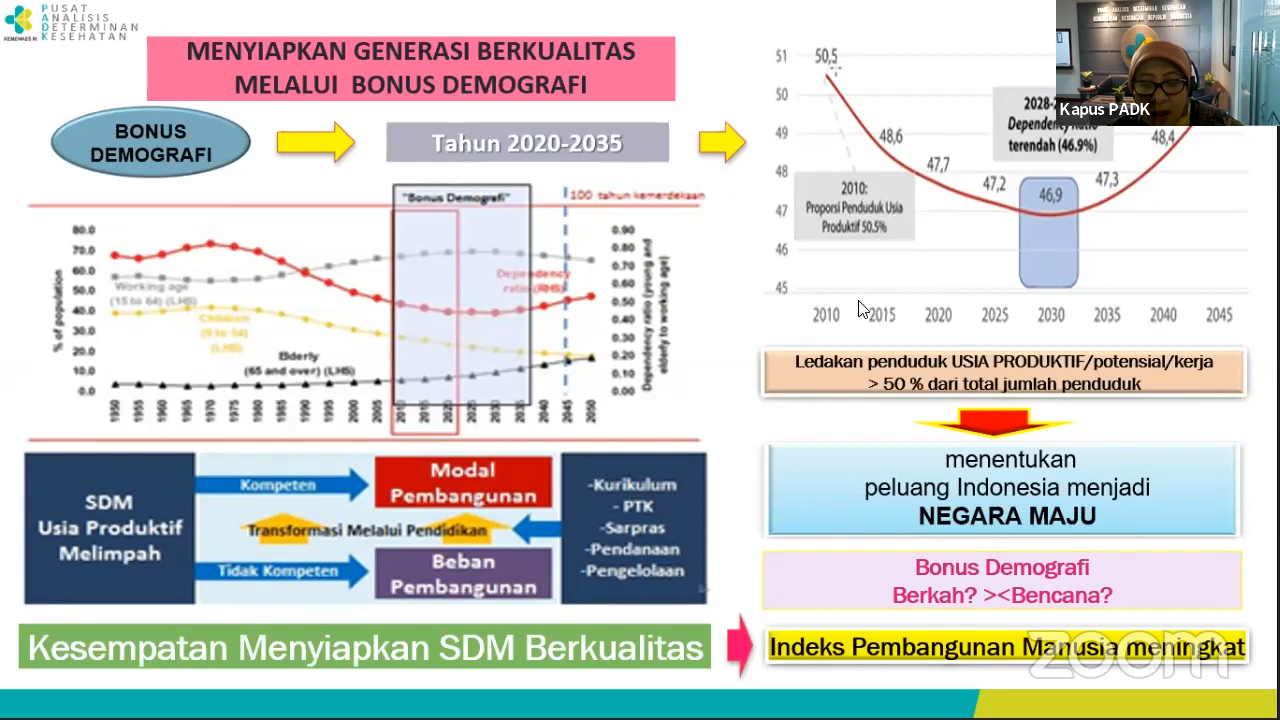 PUSAT
ANALISIS
DETERMINAN
KESEHATAN
KEMENKES RI
MENYIAPKAN GENERASI BERKUALITAS
MELALUI BONUS DEMOGRAFI
BONUS
DEMOGRAFI
Tahun 2020-2035
"Bonus Demografi"
100 tahun kemerdekaan
80.0
70.0
60.0
50.0
40.0
30.0
20.0
10.0
0.0
% of population
Working age
(15 to 64) (LHS)
Children
(0 to 14)
(LHS)
Elderly
(65 and over) (LHS)
Dependency
ratio (RHS)
0.90
0.80
0.70
0.60
0.50
0.40
0.30
0.20
0.10
0.00
Dependency ratio (young and
elderly to working age)
1950 1955 1960 1965 1970 1975 1980 1985 1990 1995 2000 2005 2010 2015 2020 2025 2030 2035 2040 2045 2050
SDM
Usia Produktif
Melimpah
Kompeten
Modal
Pembangunan
Transformasi Melalui Pendidikan
Tidak Kompeten
Beban
Pembangunan
-Kurikulum
- PTK
-Sarpras
-Pendanaan
-Pengelolaan
Kesempatan Menyiapkan SDM Berkualitas
51
50
49
48
47
46
45
50,5
48,6
47,7
47,2
46,9
47,3
48,4
2010:
Proporsi Penduduk Usia
Produktif 50.5%
Dependency Ratio
terendah (46.9%)
2010 2015 2020 2025 2030 2035 2040 2045
Kapus PADK
Ledakan penduduk USIA PRODUKTIF/potensial/kerja
> 50 % dari total jumlah penduduk
menentukan
peluang Indonesia menjadi
NEGARA MAJU
Bonus Demografi
Berkah? ><Bencana?
Indeks Pembangunan Manusia meningkat
zoom